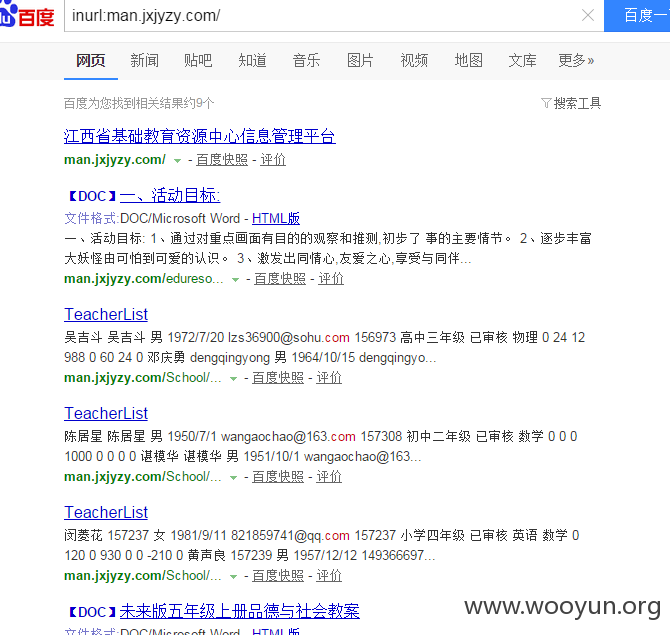 百度
inurl:man.jxjyzy.com/
百度一
网页 新闻 贴吧 知道 音乐 图片 视频 地图 文库 更多»
百度为您找到相关结果约9个 搜索工具
江西省基础教育资源中心信息管理平台
man.jxjyzy.com/ - 百度快照 - 评价
【DOC】一、活动目标:
文件格式:DOC/Microsoft Word - HTML版
一、活动目标: 1、通过对重点画面有目的的观察和推测,初步了 事的主要情节。 2、逐步丰富
大妖怪由可怕到可爱的认识。 3、激发出同情心,友爱之心,享受与同伴...
man.jxjyzy.com/edureso... - 百度快照 - 评价
TeacherList
吴吉斗 吴吉斗 男 1972/7/20 lzs36900@sohu.com 156973 高中三年级 已审核 物理 0 24 12
988 0 60 24 0 邓庆勇 dengqingyong 男 1964/10/15 dengqingyo...
man.jxjyzy.com/School/... - 百度快照 - 评价
TeacherList
陈居星 陈居星 男 1950/7/1 wangaochao@163.com 157308 初中二年级 已审核 数学 0 0 0
1000 0 0 0 0 谌模华 谌模华 男 1951/10/1 wangaochao@163...
man.jxjyzy.com/School/... - 百度快照 - 评价
TeacherList
闵菱花 157237 女 1981/9/11 821859741@qq.com 157237 小学四年级 已审核 英语 数学 0
120 0 930 0 0 -210 0 黄声良 157239 男 1957/12/12 149366697...
man.jxjyzy.com/School/... - 百度快照 - 评价
【DOC】未来版五年级上册品德与社会教案
文件格式:DOC/Microsoft Word - HTML版
www.wooyun.org